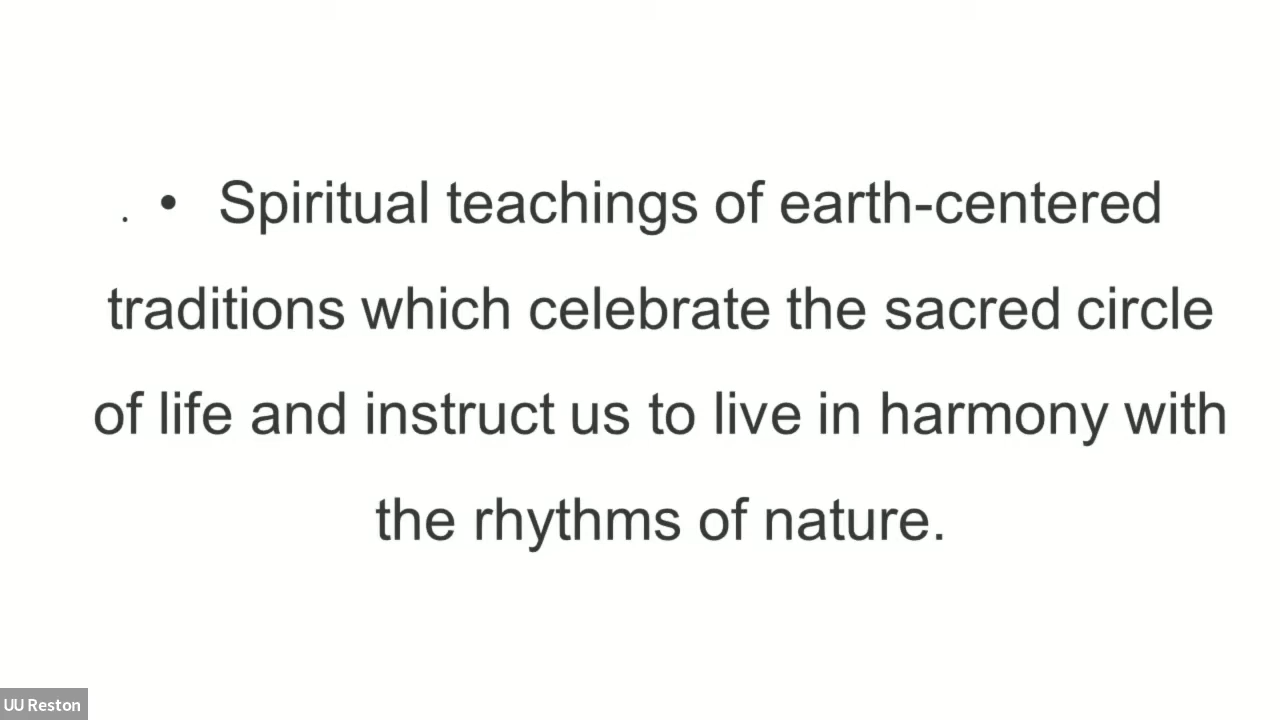 . • Spiritual teachings of earth-centered
traditions which celebrate the sacred circle
of life and instruct us to live in harmony with
the rhythms of nature.
UU Reston